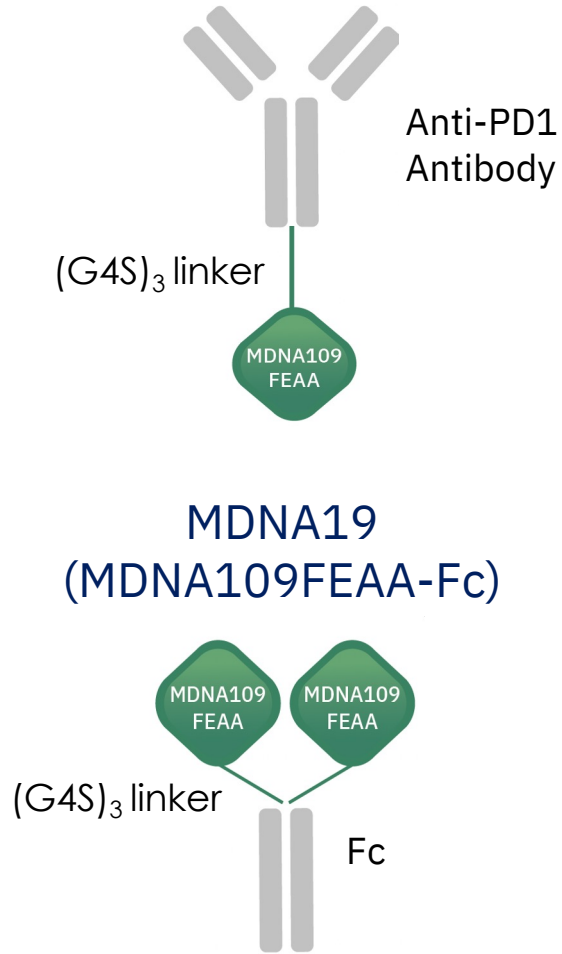 Anti-PD1
Antibody
(G4S)₃ linker
MDNA109
FEAA
MDNA19
(MDNA109FEAA-Fc)
MDNA109
FEAA
MDNA109
FEAA
(G4S)₃ linker
Fc